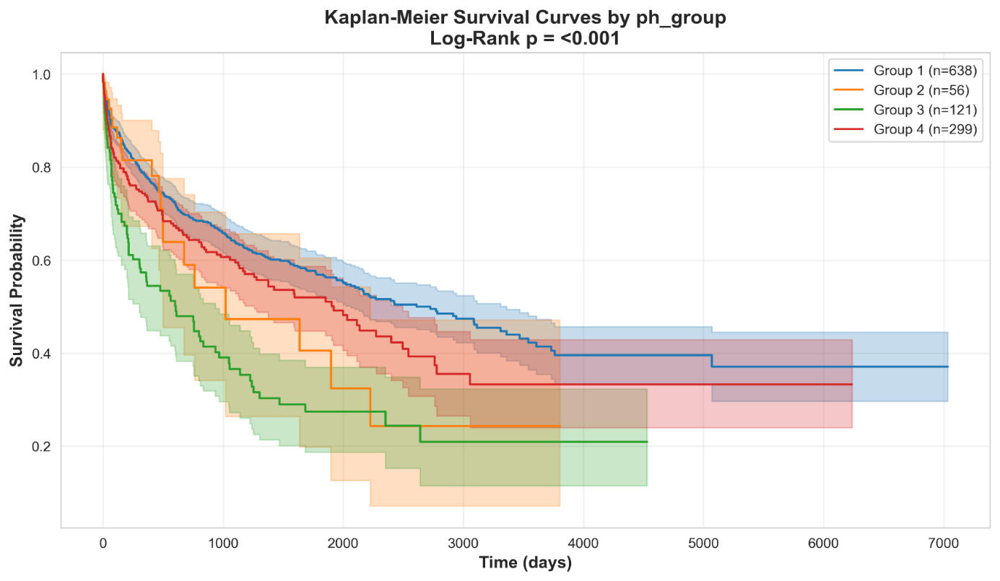 Kaplan-Meier Survival Curves by ph_group
Log-Rank p = <0.001
Group 1 (n=638)
Group 2 (n=56)
Group 3 (n=121)
Group 4 (n=299)
Survival Probability
1.0
0.8
0.6
0.4
0.2
0 1000 2000 3000 4000 5000 6000 7000
Time (days)